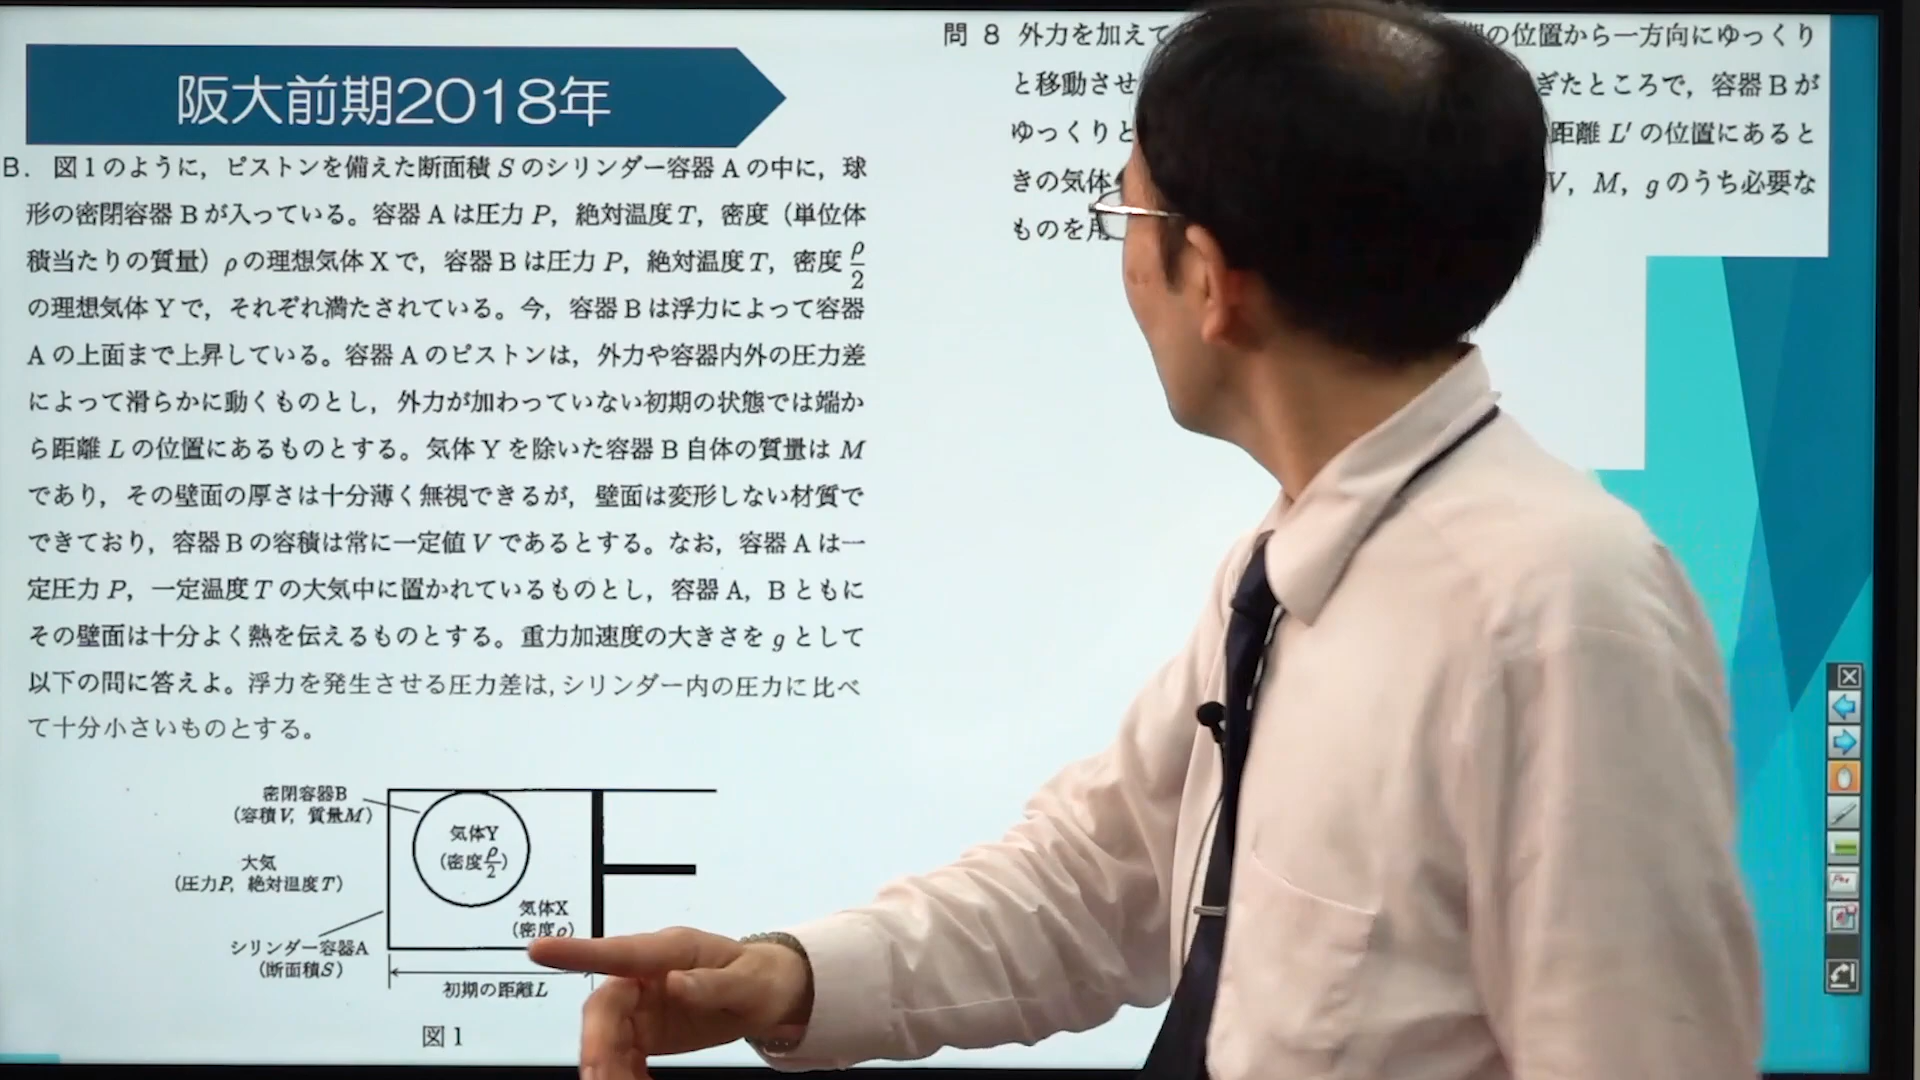 阪大前期2018年
B. 図1のように，ピストンを備えた断面積Sのシリンダー容器Aの中に，球
形の密閉容器Bが入っている。容器Aは圧力P，絶対温度T，密度（単位体
積当たりの質量）ρの理想気体Xで，容器Bは圧力P，絶対温度T，密度ρ/2
の理想気体Yで，それぞれ満たされている。今，容器Bは浮力によって容器
Aの上面まで上昇している。容器Aのピストンは，外力や容器内外の圧力差
によって滑らかに動くものとし，外力が加わっていない初期の状態では端か
ら距離Lの位置にあるものとする。気体Yを除いた容器B自体の質量はM
であり，その壁面の厚さは十分薄く無視できるが，壁面は変形しない材質で
できており，容器Bの容積は常に一定値Vであるとする。なお，容器Aは一
定圧力P，一定温度Tの大気中に置かれているものとし，容器A，Bともに
その壁面は十分よく熱を伝えるものとする。重力加速度の大きさをgとして
以下の問に答えよ。浮力を発生させる圧力差は，シリンダー内の圧力に比べ
て十分小さいものとする。
密閉容器B
（容積V，質量M）
気体Y
（密度ρ/2）
大気
（圧力P，絶対温度T）
気体X
（密度ρ）
シリンダー容器A
（断面積S）
初期の距離L
図1
問8 外力を加えて の位置から一方向にゆっくり
と移動させ ぎたところで，容器Bが
ゆっくりと 距離L′の位置にあると
きの気体 V，M，gのうち必要な
ものを用